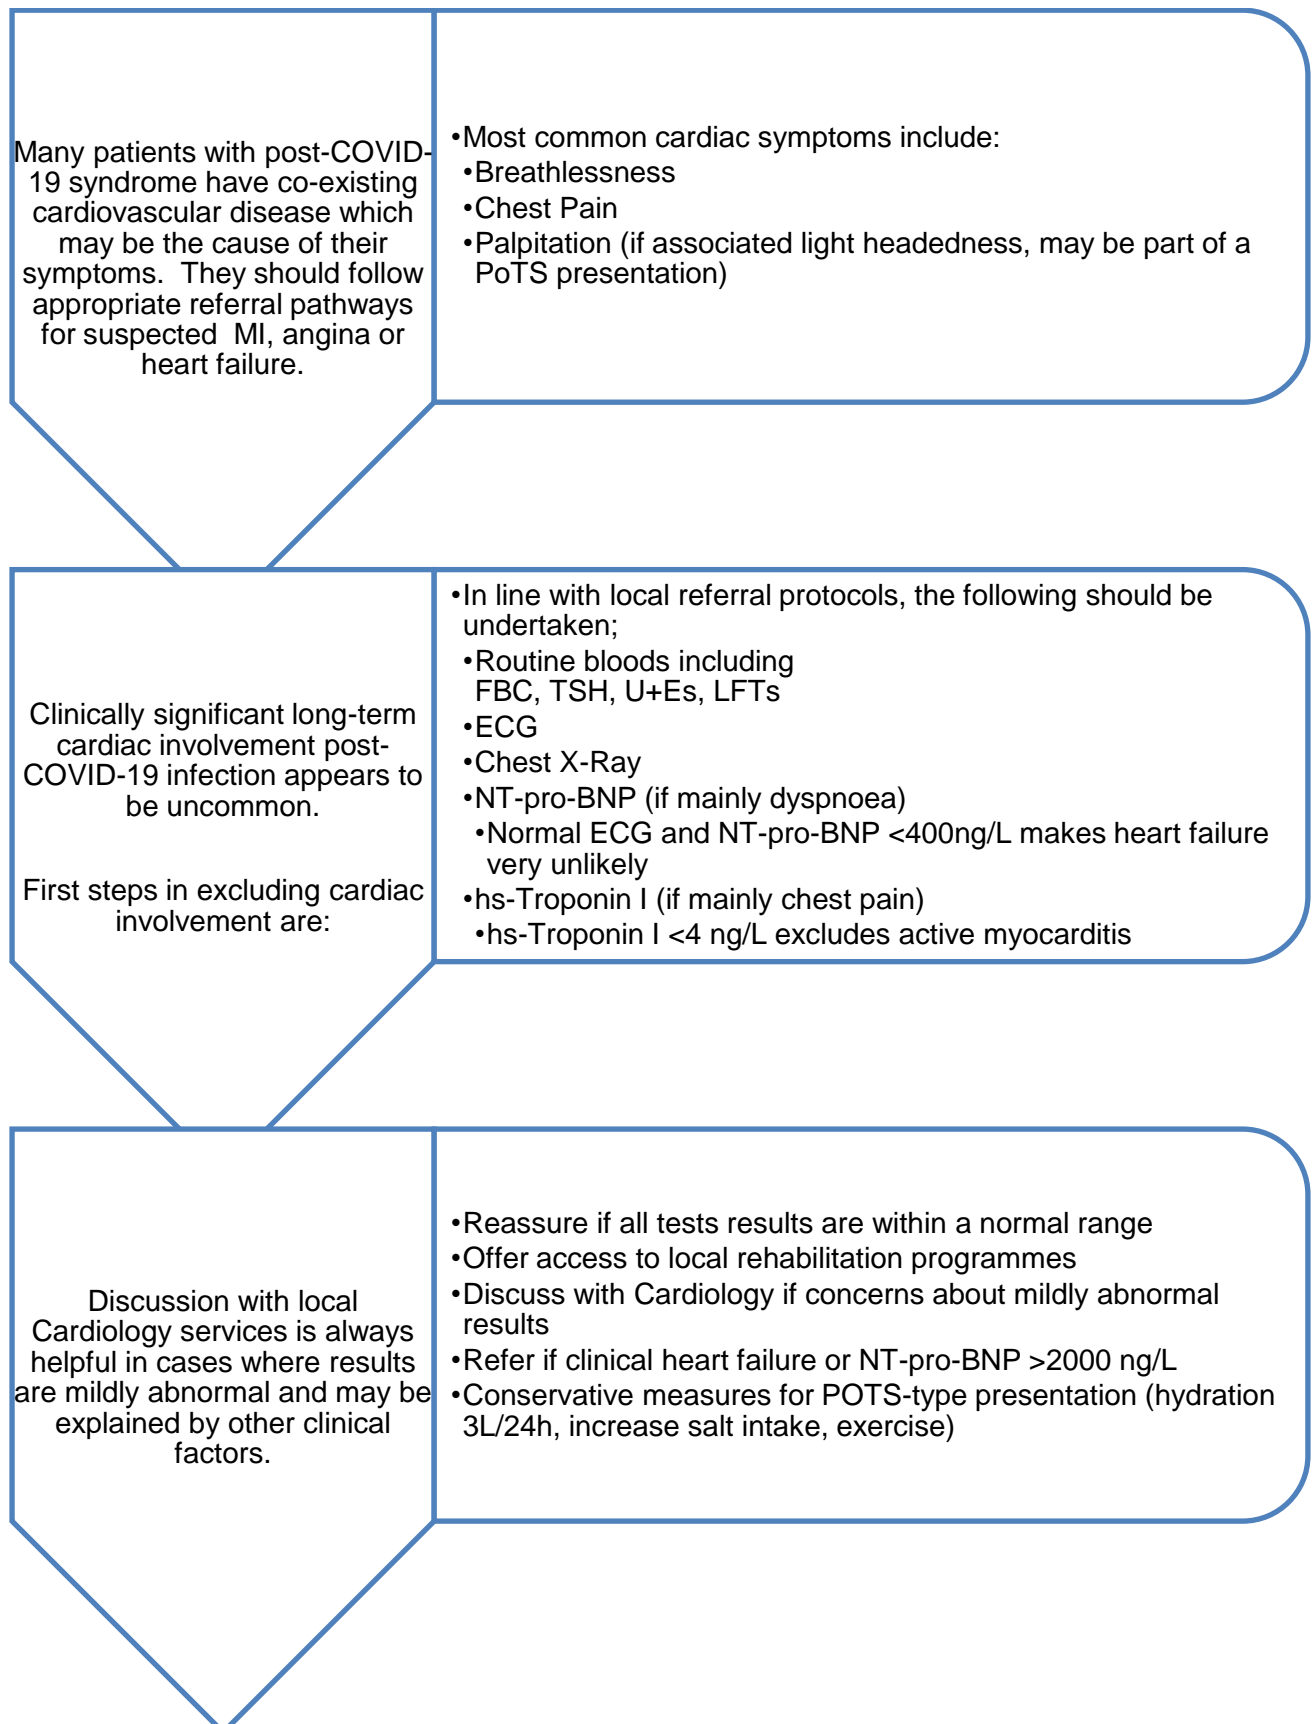 Many patients with post-COVID-
19 syndrome have co-existing
cardiovascular disease which
may be the cause of their
symptoms.  They should follow
appropriate referral pathways
for suspected  MI, angina or
heart failure.
•Most common cardiac symptoms include:
•Breathlessness
•Chest Pain
•Palpitation (if associated light headedness, may be part of a
PoTS presentation)
Clinically significant long-term
cardiac involvement post-
COVID-19 infection appears to
be uncommon.
First steps in excluding cardiac
involvement are:
•In line with local referral protocols, the following should be
undertaken;
•Routine bloods including
FBC, TSH, U+Es, LFTs
•ECG
•Chest X-Ray
•NT-pro-BNP (if mainly dyspnoea)
•Normal ECG and NT-pro-BNP <400ng/L makes heart failure
very unlikely
•hs-Troponin I (if mainly chest pain)
•hs-Troponin I <4 ng/L excludes active myocarditis
Discussion with local
Cardiology services is always
helpful in cases where results
are mildly abnormal and may be
explained by other clinical
factors.
•Reassure if all tests results are within a normal range
•Offer access to local rehabilitation programmes
•Discuss with Cardiology if concerns about mildly abnormal
results
•Refer if clinical heart failure or NT-pro-BNP >2000 ng/L
•Conservative measures for POTS-type presentation (hydration
3L/24h, increase salt intake, exercise)